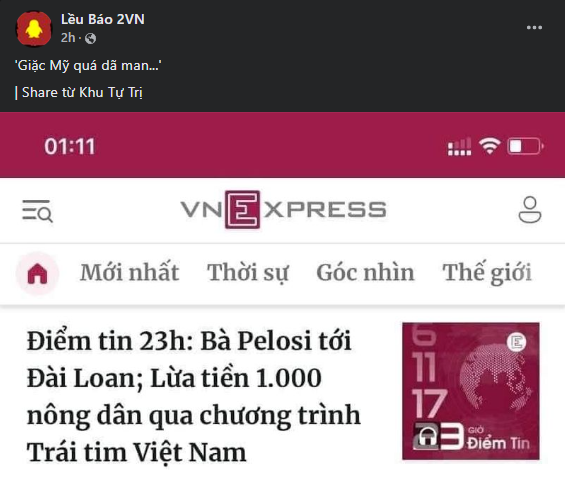 Lều Báo 2VN
2h ·
'Giặc Mỹ quá dã man...'
| Share từ Khu Tự Trị
01:11
VNEXPRESS
Mới nhất Thời sự Góc nhìn Thế giới
Điểm tin 23h: Bà Pelosi tới
Đài Loan; Lừa tiền 1.000
nông dân qua chương trình
Trái tim Việt Nam
E
6
11
17
23 GIỜ
Điểm Tin